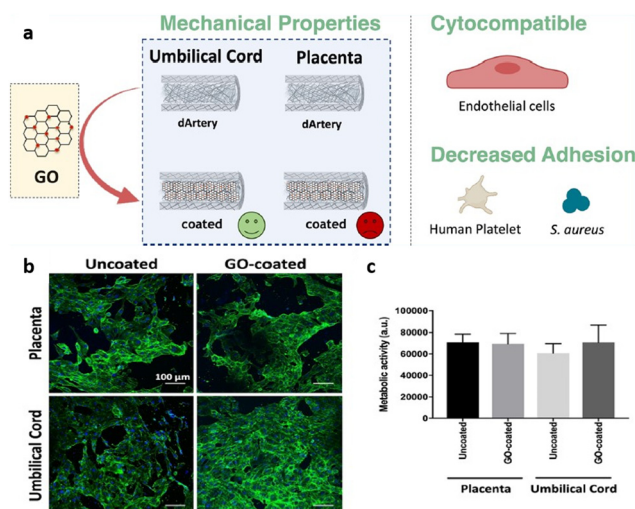 a
Mechanical Properties
Umbilical Cord
Placenta
dArtery
dArtery
GO
coated
coated
Cytocompatible
Endothelial cells
Decreased Adhesion
Human Platelet
S. aureus
b
Uncoated
GO-coated
Placenta
100 µm
Umbilical Cord
c
Metabolic activity (a.u.)
100000
80000
60000
40000
20000
0
Uncoated
GO-coated
Uncoated
GO-coated
Placenta
Umbilical Cord